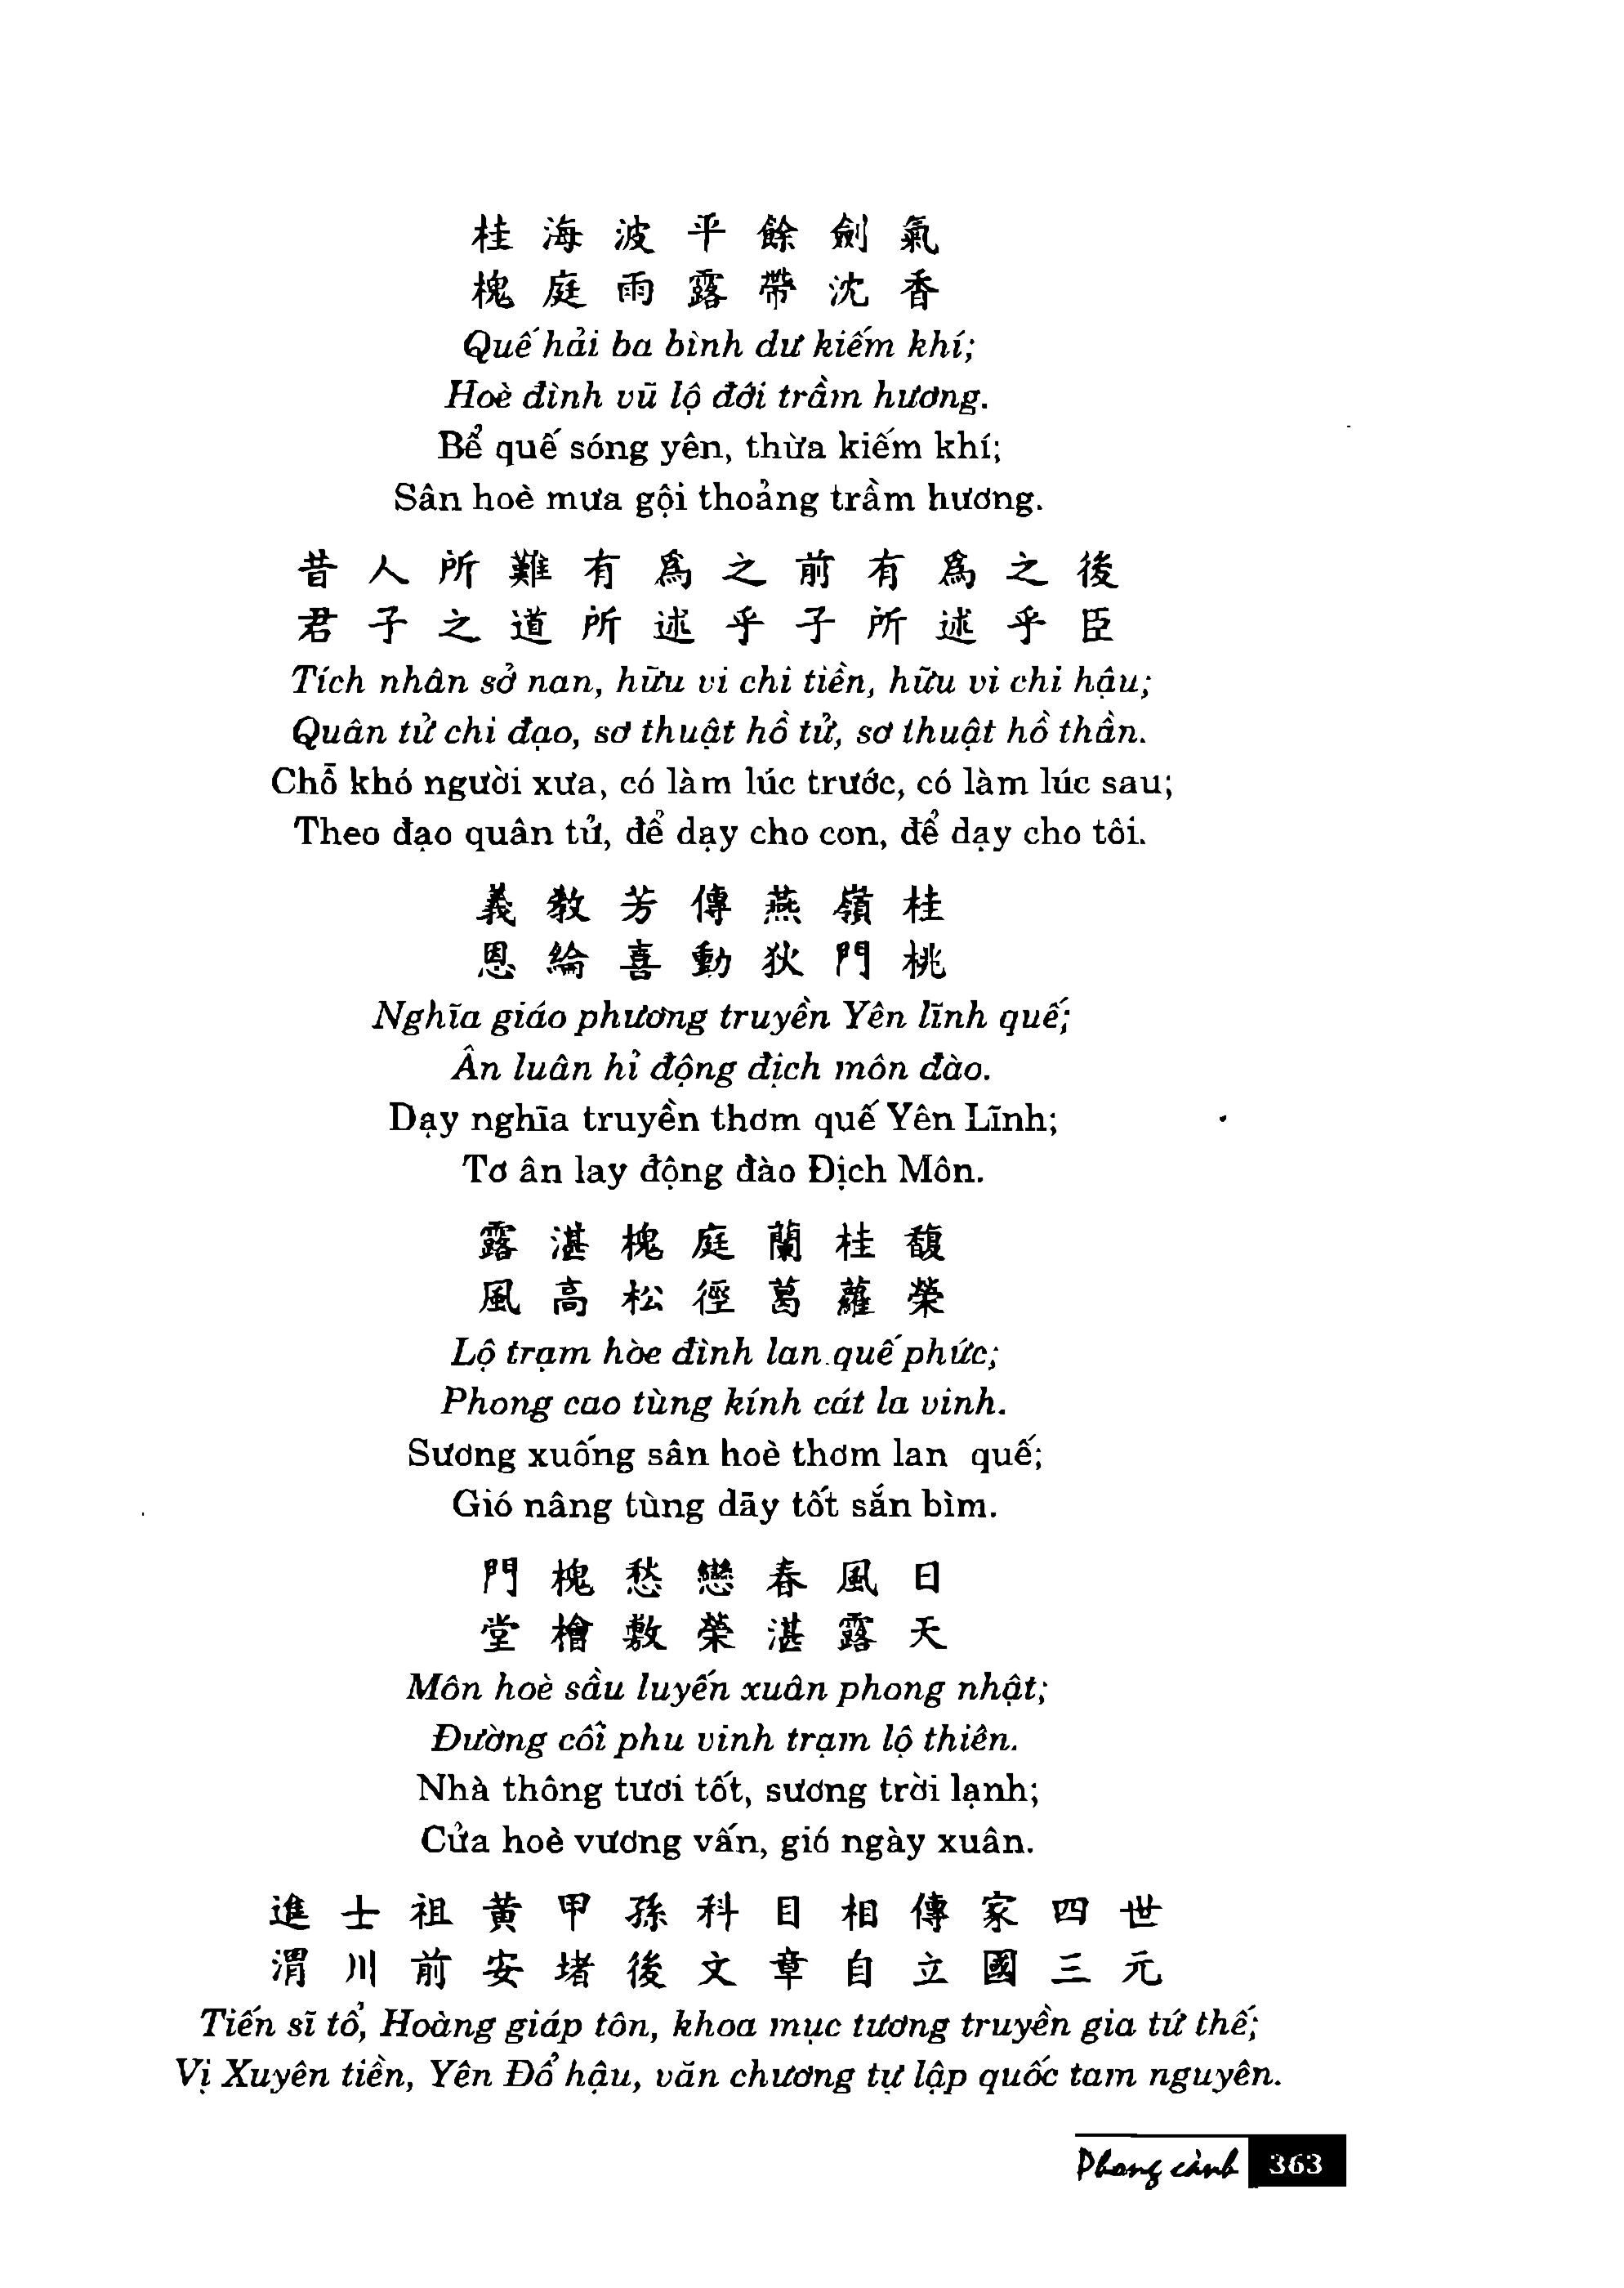 桂海波平餘劍氣
槐庭雨露帶沈香
Quế hải ba bình dư kiếm khí;
Hoè đình vũ lộ đới trầm hương.
Bể quế sóng yên, thừa kiếm khí;
Sân hoè mưa gội thoảng trầm hương.
昔人所難有爲之前有爲之後
君子之道所述乎子所述乎臣
Tích nhân sở nan, hữu vi chi tiền, hữu vi chi hậu;
Quân tử chi đạo, sơ thuật hồ tử, sơ thuật hồ thần.
Chỗ khó người xưa, có làm lúc trước, có làm lúc sau;
Theo đạo quân tử, để dạy cho con, để dạy cho tôi.
義教芳傳燕嶺桂
恩綸喜動狄門桃
Nghĩa giáo phương truyền Yên lĩnh quế;
Ân luân hỉ động địch môn đào.
Dạy nghĩa truyền thơm quế Yên Lĩnh;
Tơ ân lay động đào Địch Môn.
露湛槐庭蘭桂馥
風高松徑葛蘿榮
Lộ trạm hòe đình lan quế phức;
Phong cao tùng kính cát la vinh.
Sương xuống sân hoè thơm lan quế;
Gió nâng tùng dãy tốt sắn bìm.
門槐愁戀春風日
堂檜敷榮湛露天
Môn hoè sầu luyến xuân phong nhật;
Đường cối phu vinh trạm lộ thiên.
Nhà thông tươi tốt, sương trời lạnh;
Cửa hoè vương vấn, gió ngày xuân.
進士祖黃甲孫科目相傳家四世
渭川前安堵後文章自立國三元
Tiến sĩ tổ, Hoàng giáp tôn, khoa mục tương truyền gia tứ thế;
Vị Xuyên tiền, Yên Đổ hậu, văn chương tự lập quốc tam nguyên.
Phong cảnh 363